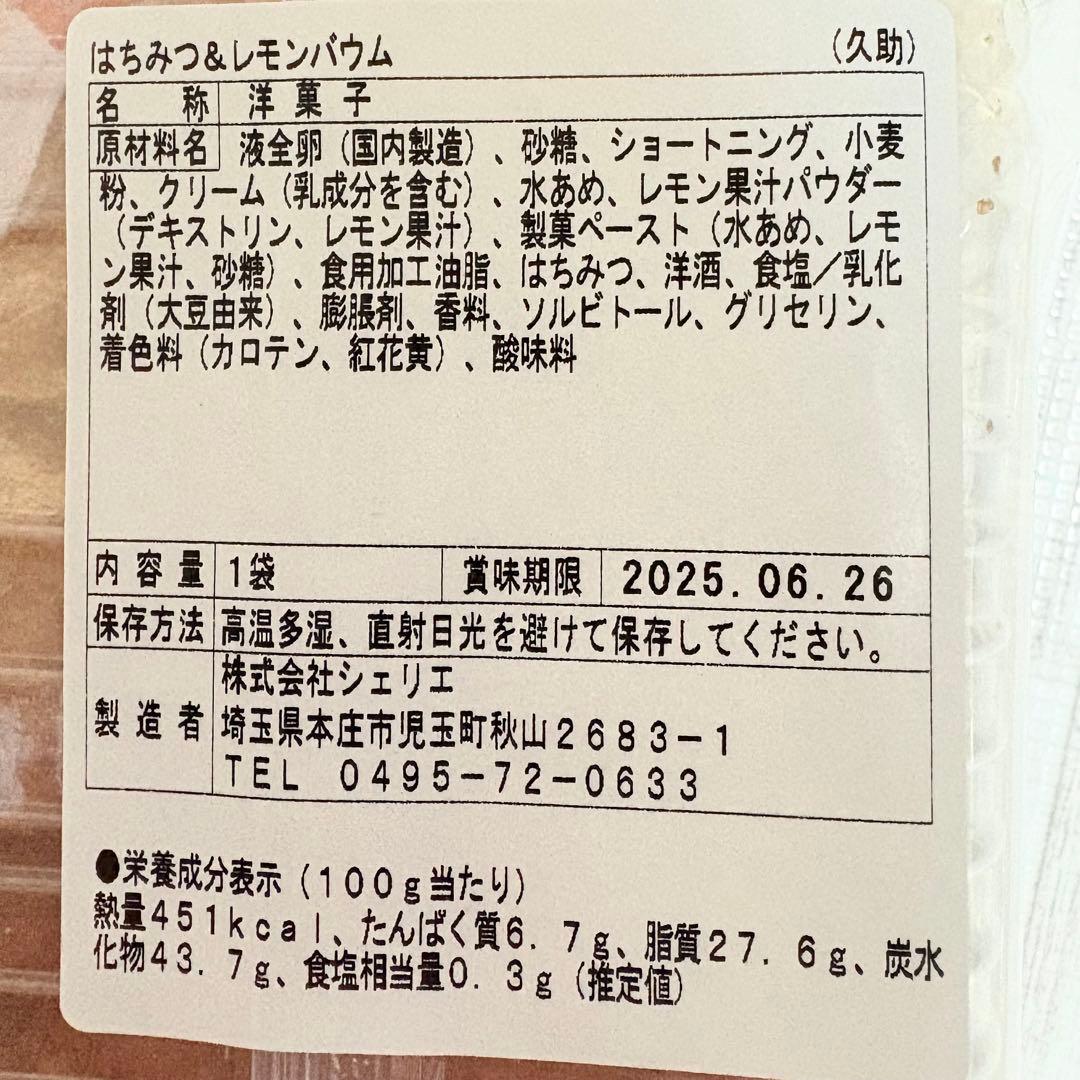 はちみつ&レモンバウム （久助）
名称 洋菓子
原材料名 液全卵（国内製造）、砂糖、ショートニング、小麦
粉、クリーム（乳成分を含む）、水あめ、レモン果汁パウダー
（デキストリン、レモン果汁）、製菓ペースト（水あめ、レモ
ン果汁、砂糖）、食用加工油脂、はちみつ、洋酒、食塩／乳化
剤（大豆由来）、膨脹剤、香料、ソルビトール、グリセリン、
着色料（カロテン、紅花黄）、酸味料
内容量 1袋 賞味期限 2025.06.26
保存方法 高温多湿、直射日光を避けて保存してください。
株式会社シェリエ
製造者 埼玉県本庄市児玉町秋山2683−1
TEL 0495−72−0633
●栄養成分表示（100g当たり）
熱量451kcal、たんぱく質6.7g、脂質27.6g、炭水
化物43.7g、食塩相当量0.3g（推定値）